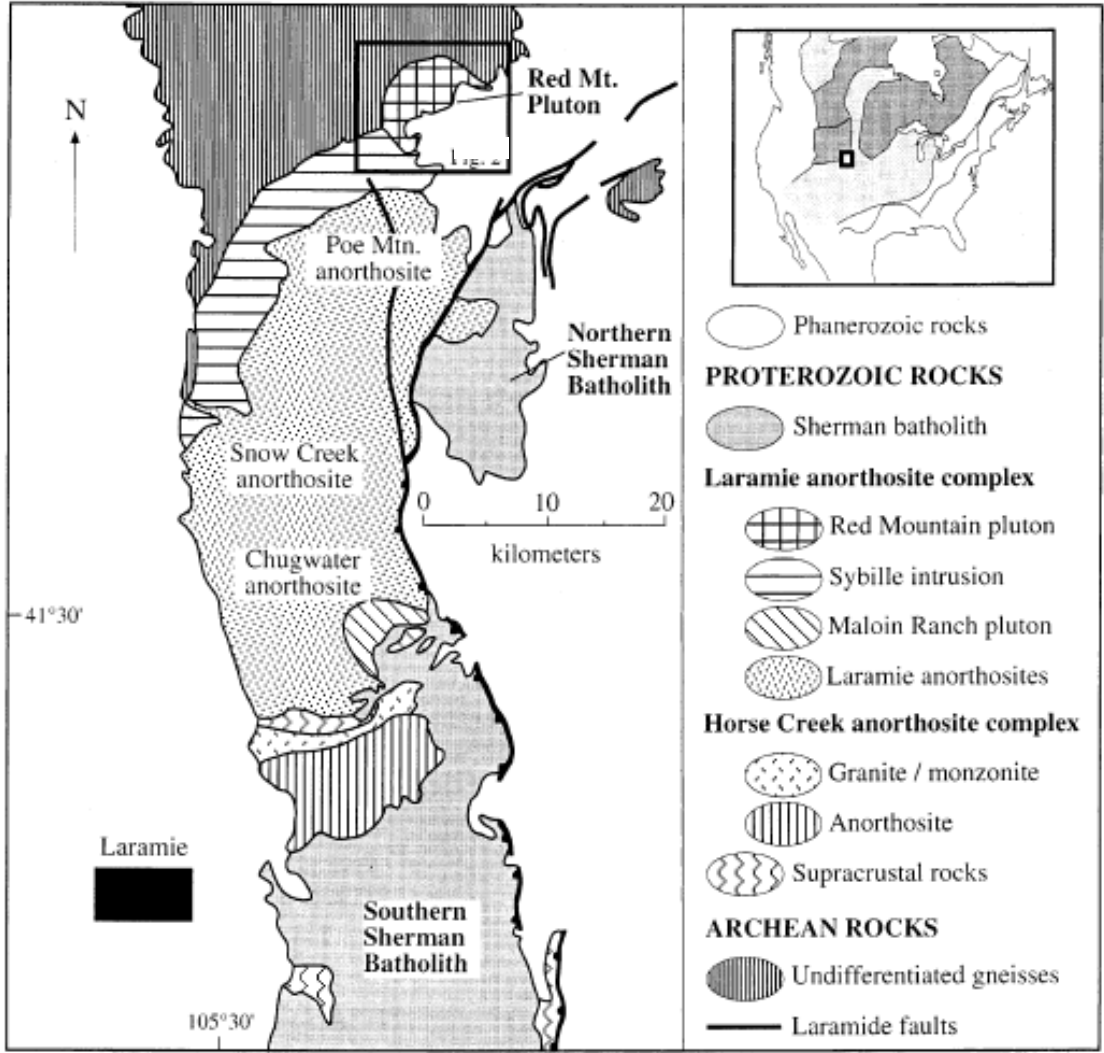 N
Red Mt.
Pluton
Poe Mtn.
anorthosite
Northern
Sherman
Batholith
Snow Creek
anorthosite
0 10 20
kilometers
Chugwater
anorthosite
41°30'
Laramie
Southern
Sherman
Batholith
105°30'
Phanerozoic rocks
PROTEROZOIC ROCKS
Sherman batholith
Laramie anorthosite complex
Red Mountain pluton
Sybille intrusion
Maloin Ranch pluton
Laramie anorthosites
Horse Creek anorthosite complex
Granite / monzonite
Anorthosite
Supracrustal rocks
ARCHEAN ROCKS
Undifferentiated gneisses
Laramide faults